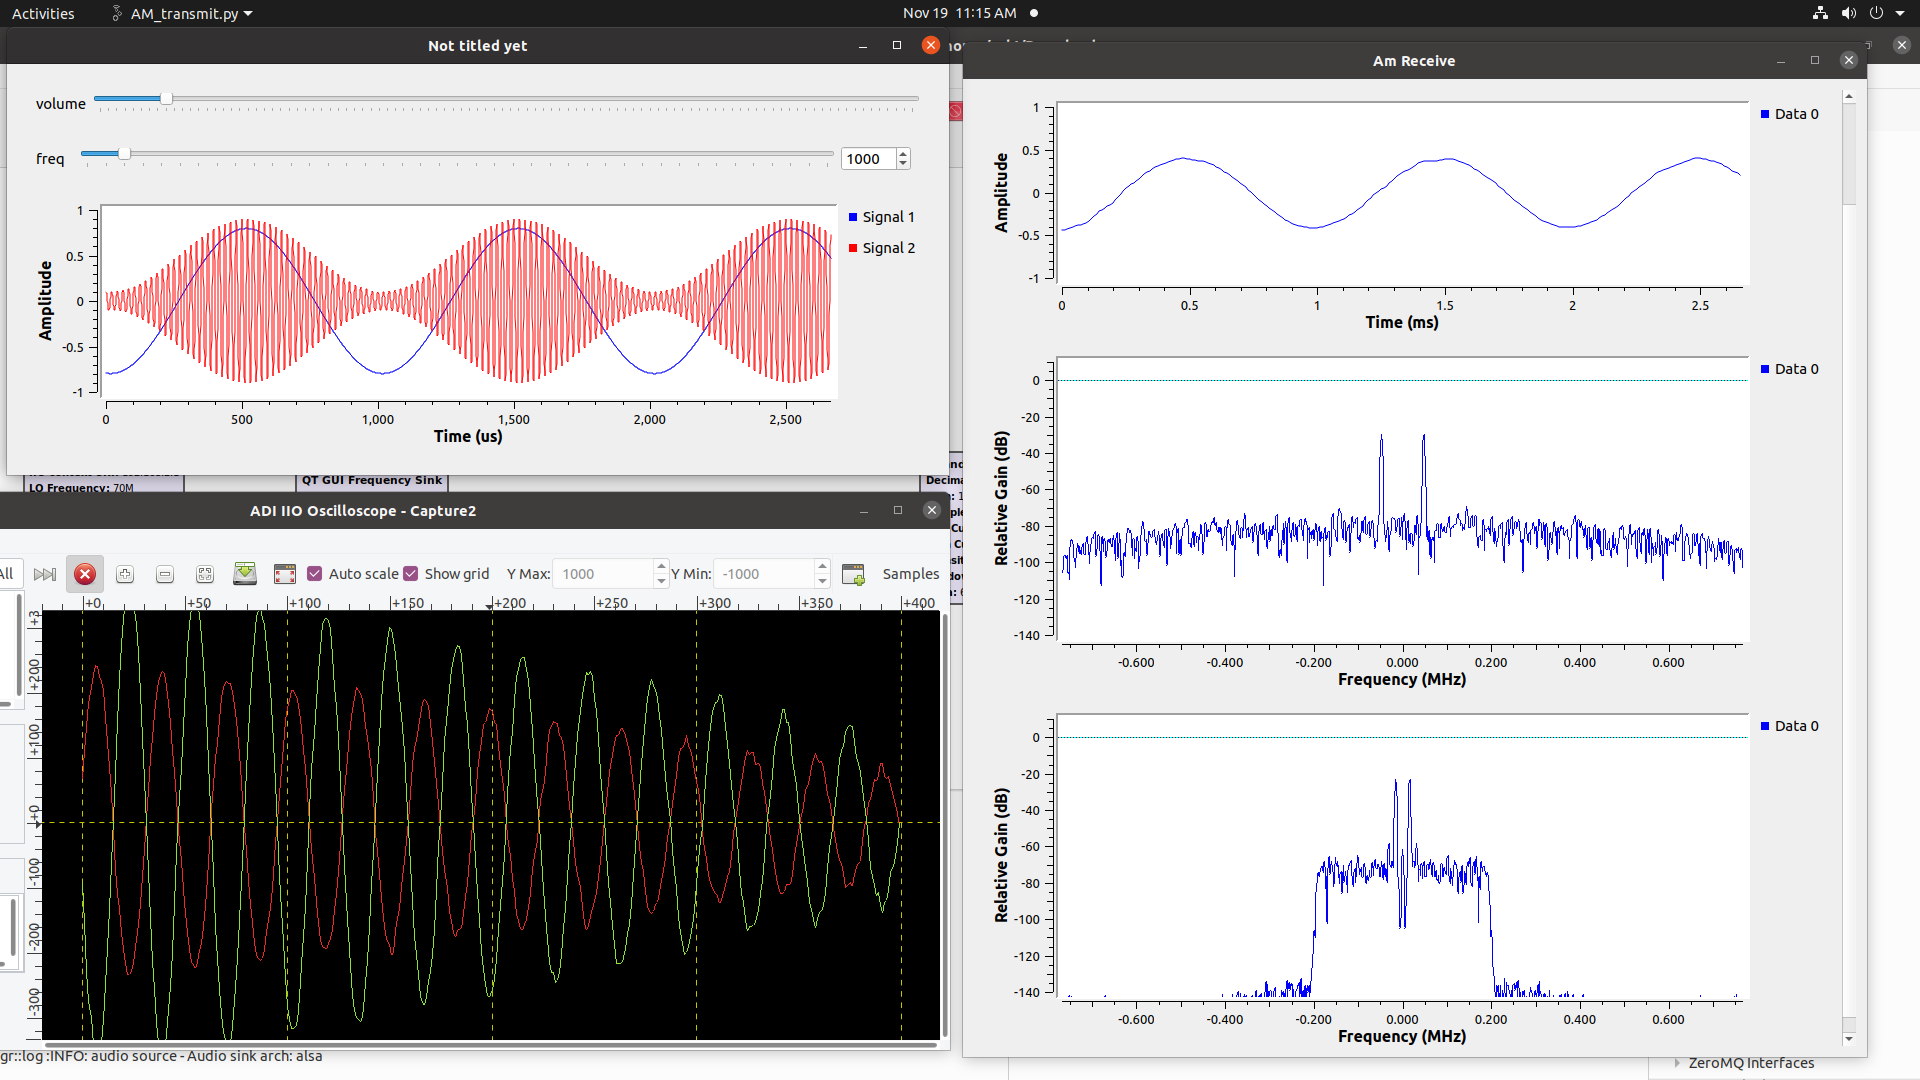 Activities
AM_transmit.py
Nov 19 11:15 AM
Not titled yet
volume
freq
1000
1
0.5
0
-0.5
-1
Amplitude
0
500
1,000
1,500
2,000
2,500
Time (us)
Signal 1
Signal 2
LO Frequency: 70M
QT GUI Frequency Sink
Decima
ADI IIO Oscilloscope - Capture2
All
Auto scale
Show grid
Y Max:
1000
Y Min:
-1000
Samples
+0
+50
+100
+150
+200
+250
+300
+350
+400
+3
+200
+100
+0
-100
-200
-300
gr::log :INFO: audio source - Audio sink arch: alsa
Am Receive
1
0.5
0
-0.5
-1
Amplitude
0
0.5
1
1.5
2
2.5
Time (ms)
Data 0
0
-20
-40
-60
-80
-100
-120
-140
Relative Gain (dB)
-0.600
-0.400
-0.200
0.000
0.200
0.400
0.600
Frequency (MHz)
Data 0
0
-20
-40
-60
-80
-100
-120
-140
Relative Gain (dB)
-0.600
-0.400
-0.200
0.000
0.200
0.400
0.600
Frequency (MHz)
Data 0
ZeroMQ Interfaces